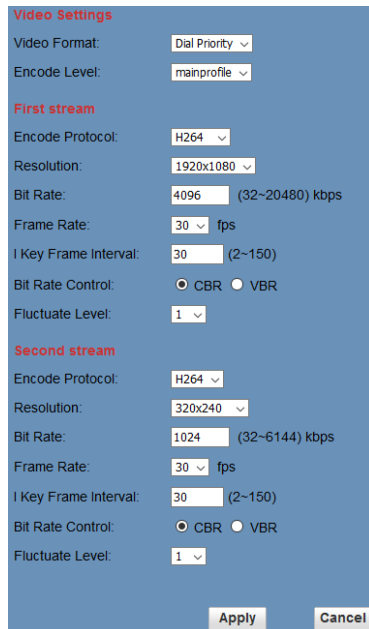 Video Settings
Video Format: Dial Priority
Encode Level: mainprofile
First stream
Encode Protocol: H264
Resolution: 1920x1080
Bit Rate: 4096 (32~20480) kbps
Frame Rate: 30 fps
I Key Frame Interval: 30 (2~150)
Bit Rate Control: CBR VBR
Fluctuate Level: 1
Second stream
Encode Protocol: H264
Resolution: 320x240
Bit Rate: 1024 (32~6144) kbps
Frame Rate: 30 fps
I Key Frame Interval: 30 (2~150)
Bit Rate Control: CBR VBR
Fluctuate Level: 1
Apply Cancel